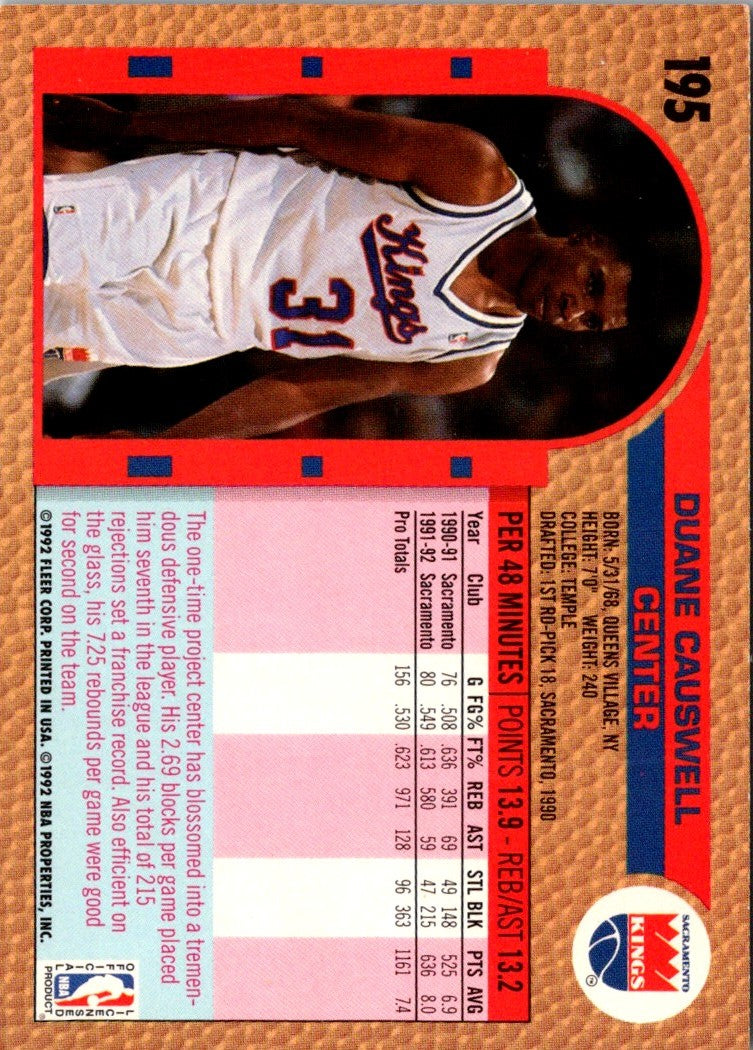 195
DUANE CAUSWELL
CENTER
BORN: 5/31/68, QUEENS VILLAGE, NY
HEIGHT: 7'0" WEIGHT: 240
COLLEGE: TEMPLE
DRAFTED: 1ST RD-PICK 18, SACRAMENTO, 1990
SACRAMENTO
KINGS
Kings
31
PER 48 MINUTES POINTS 13.9 - REB/AST 13.2
Year Club G FG% FT% REB AST STL BLK PTS AVG
1990-91 Sacramento 76 .508 .636 391 69 49 148 525 6.9
1991-92 Sacramento 80 .549 .613 580 59 47 215 636 8.0
Pro Totals 156 .530 .623 971 128 96 363 1161 7.4
The one-time project center has blossomed into a tremen-
dous defensive player. His 2.69 blocks per game placed
him seventh in the league and his total of 215
rejections set a franchise record. Also efficient on
the glass, his 7.25 rebounds per game were good
for second on the team.
©1992 FLEER CORP. PRINTED IN USA. ©1992 NBA PROPERTIES, INC.
OFFICIAL
LICENSED
NBA
PRODUCT